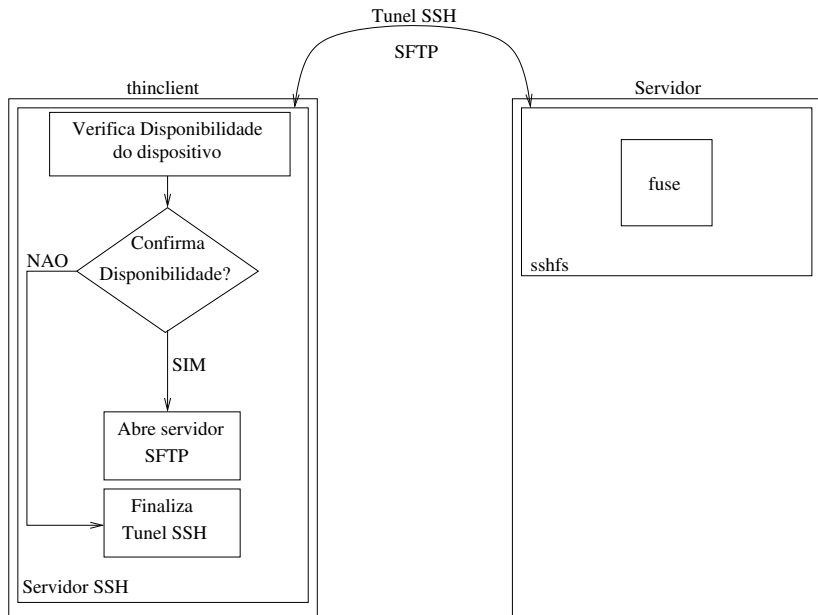 Tunel SSH
SFTP
thinclient
Servidor
Verifica Disponibilidade
do dispositivo
fuse
Confirma
Disponibilidade?
NAO
sshfs
SIM
Abre servidor
SFTP
Finaliza
Tunel SSH
Servidor SSH